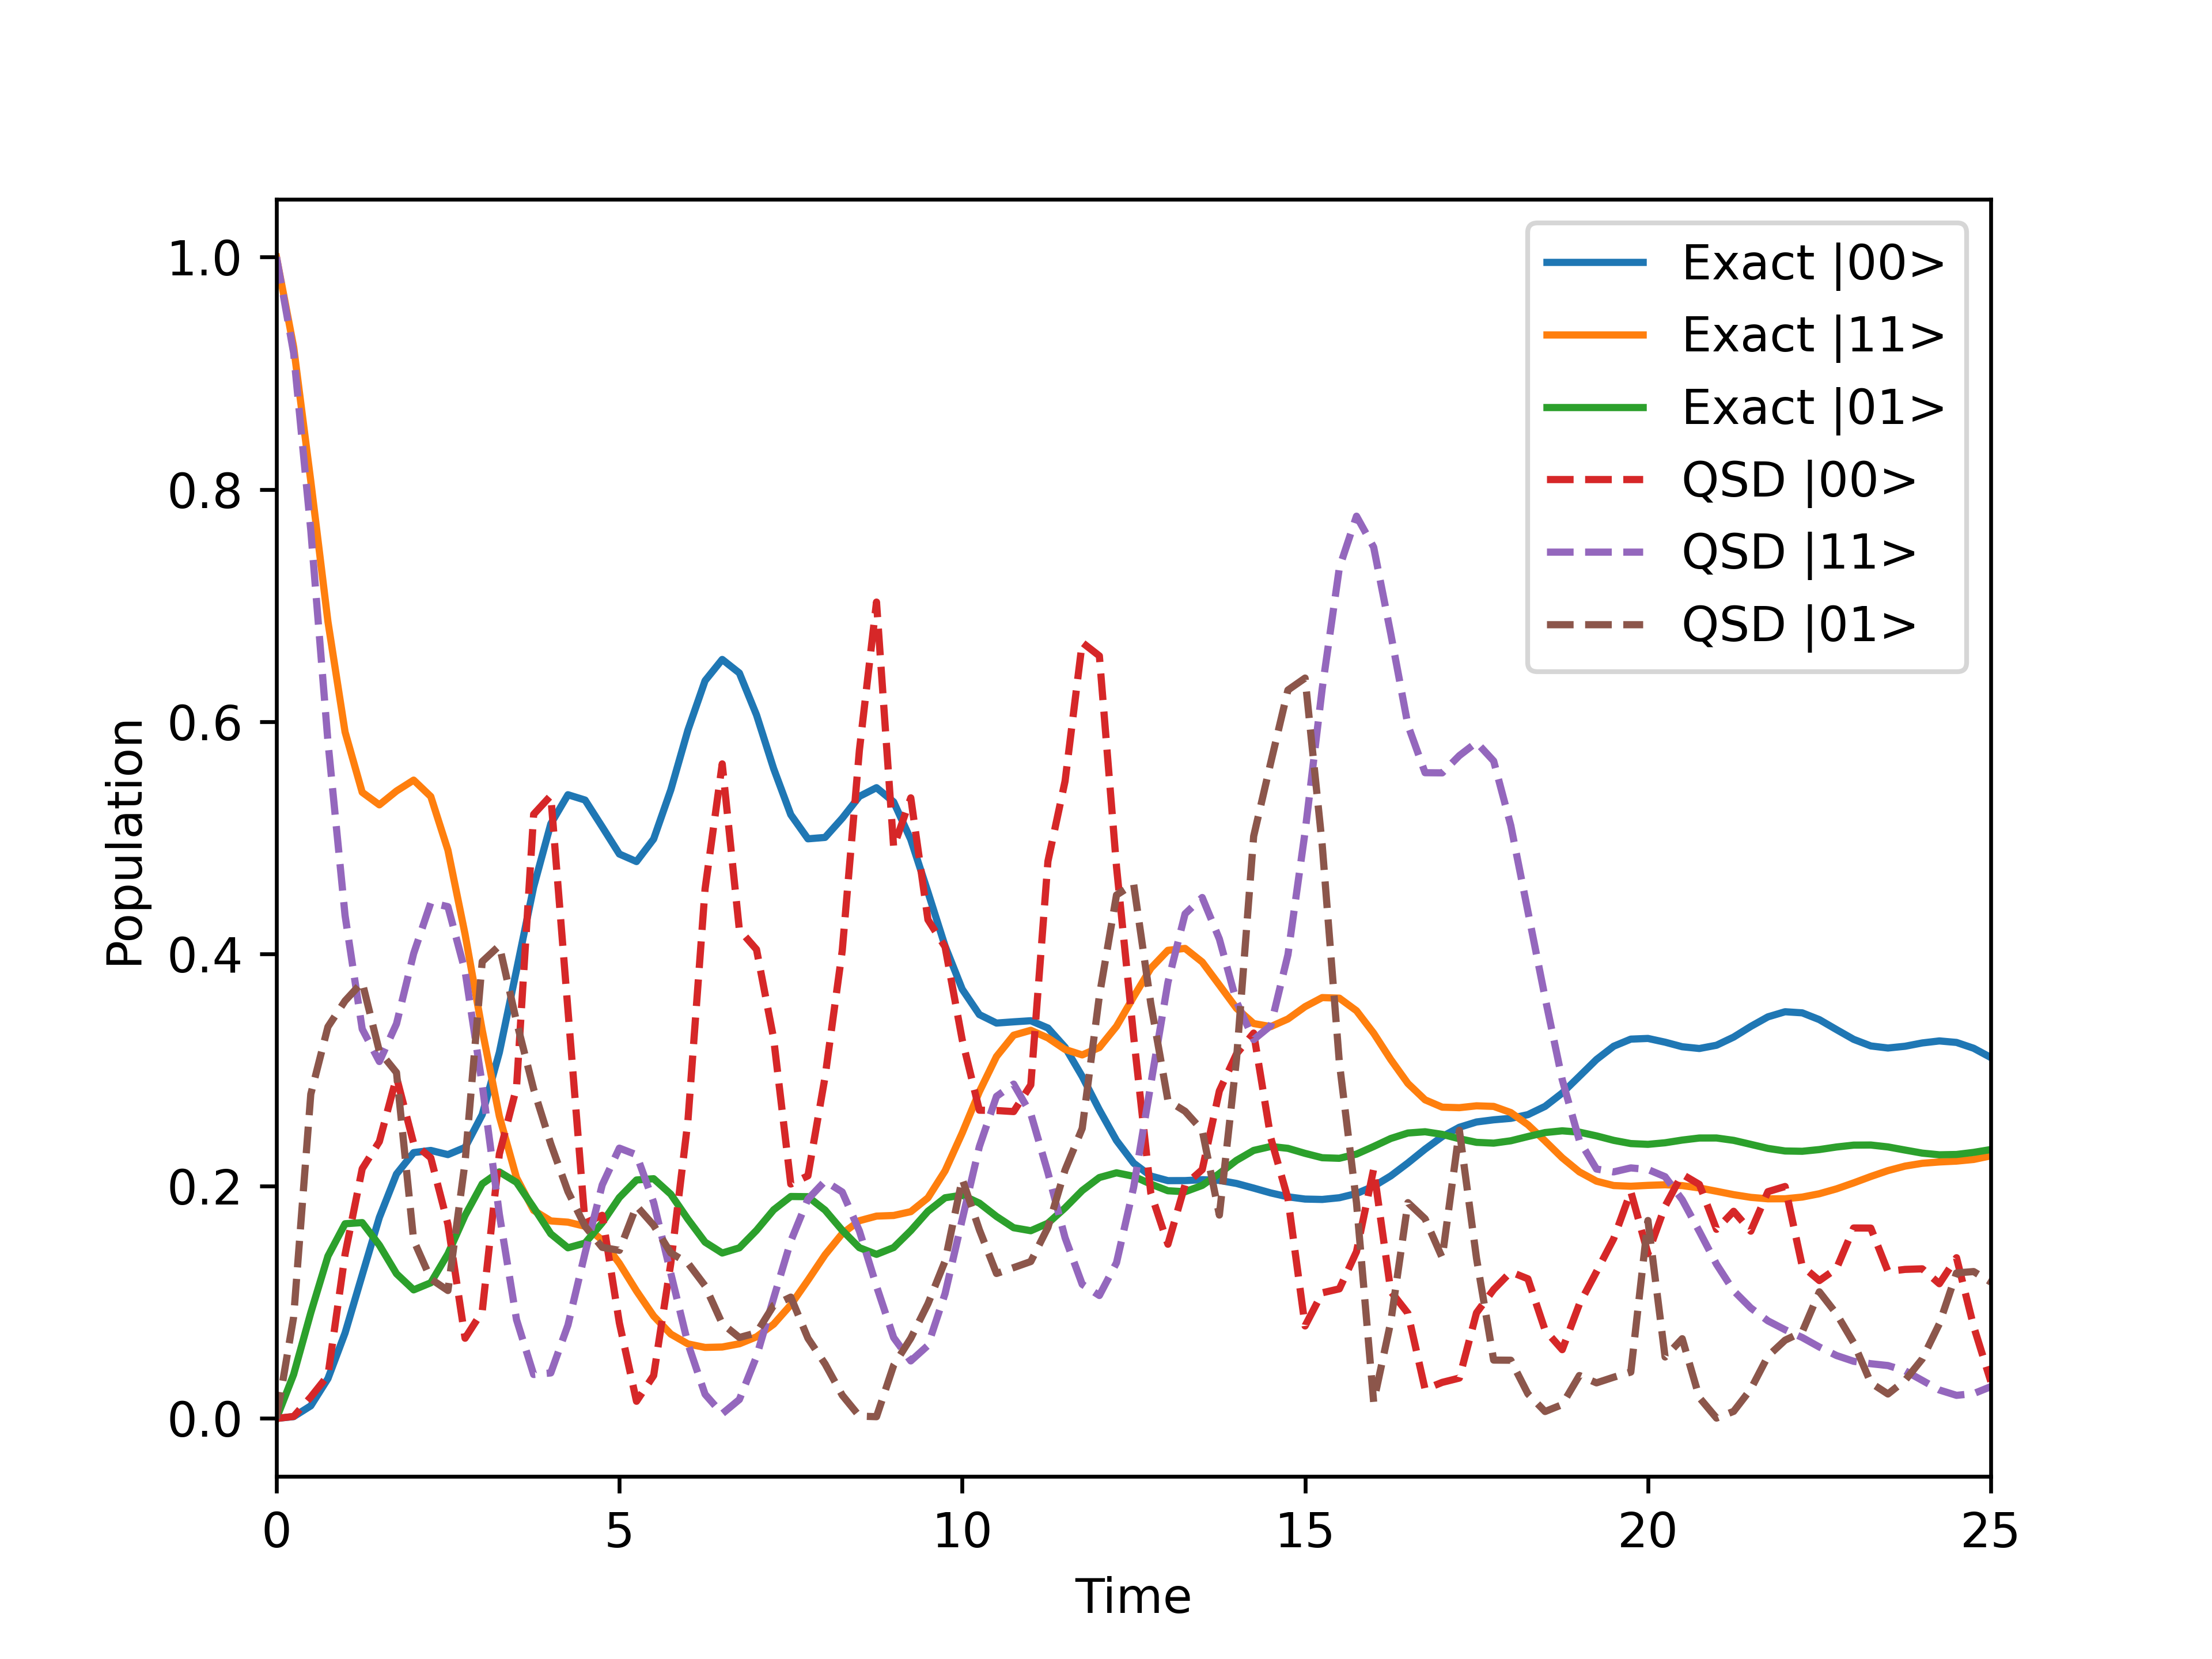 1.0
0.8
0.6
0.4
0.2
0.0
Population
0
5
10
15
20
25
Time
Exact |00>
Exact |11>
Exact |01>
QSD |00>
QSD |11>
QSD |01>